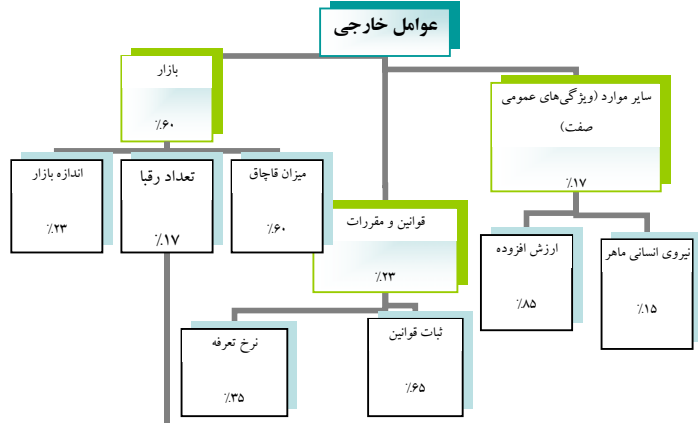 عوامل خارجی
بازار
٪۶۰
سایر موارد (ویژگی‌های عمومی
صفت)
٪۱۷
قوانین و مقررات
٪۲۳
میزان قاچاق
٪۶۰
تعداد رقبا
٪۱۷
اندازه بازار
٪۲۳
نیروی انسانی ماهر
٪۱۵
ارزش افزوده
٪۸۵
ثبات قوانین
٪۶۵
نرخ تعرفه
٪۳۵